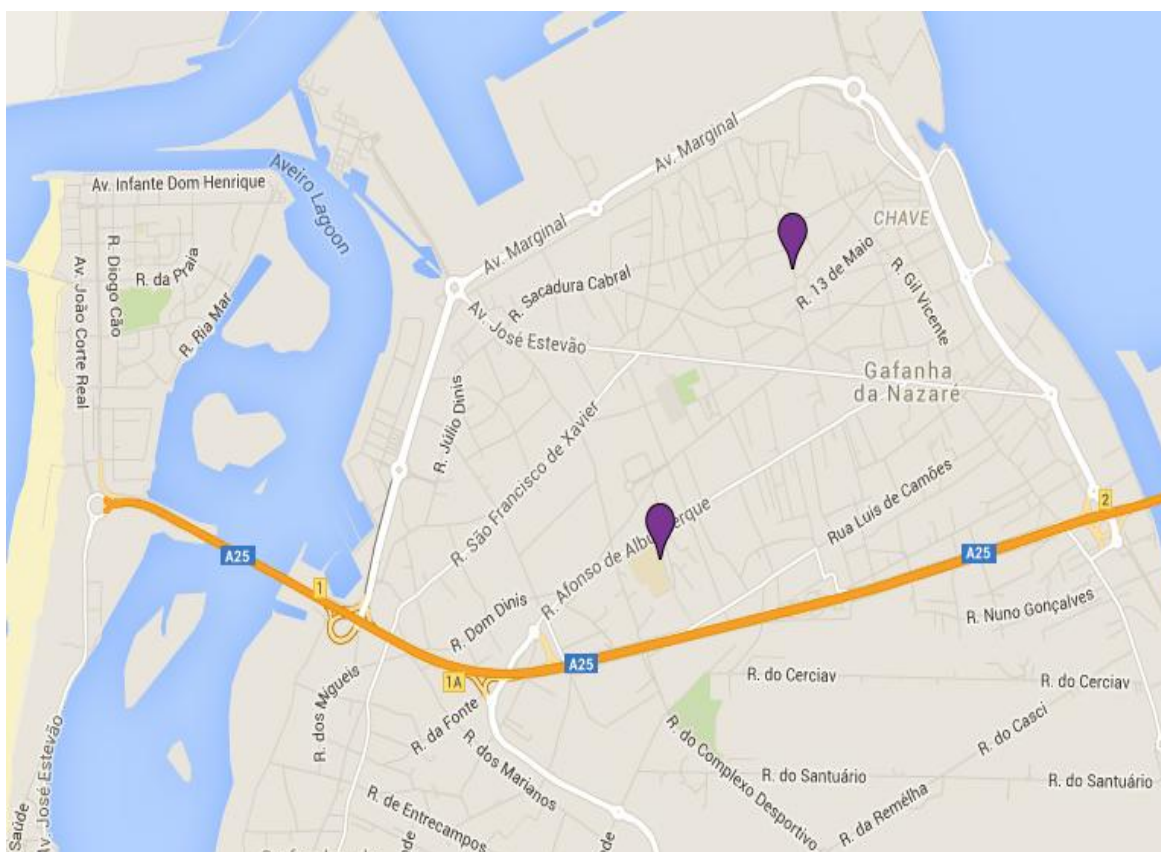 Av. Marginal
Aveiro Lagoon
Av. Infante Dom Henrique
CHAVE
R. da Praia
R. Diogo Cão
Av. João Corte Real
R. Ria Mar
Av. Marginal
R. Sacadura Cabral
R. 13 de Maio
R. Gil Vicente
Av. José Estevão
Gafanha
da Nazaré
R. Júlio Dinis
R. São Francisco de Xavier
Rua Luis de Camões
R. Afonso de Albuquerque
2
A25
A25
1
R. Dom Dinis
R. Nuno Gonçalves
A25
1A
R. do Cerciav
R. do Cerciav
R. dos Migueis
R. da Fonte
R. dos Marianos
R. do Complexo Desportivo
R. do Casci
Av. José Estevão
R. do Santuário
R. do Santuário
R. de Entrecampos
R. da Remélha
Saúde